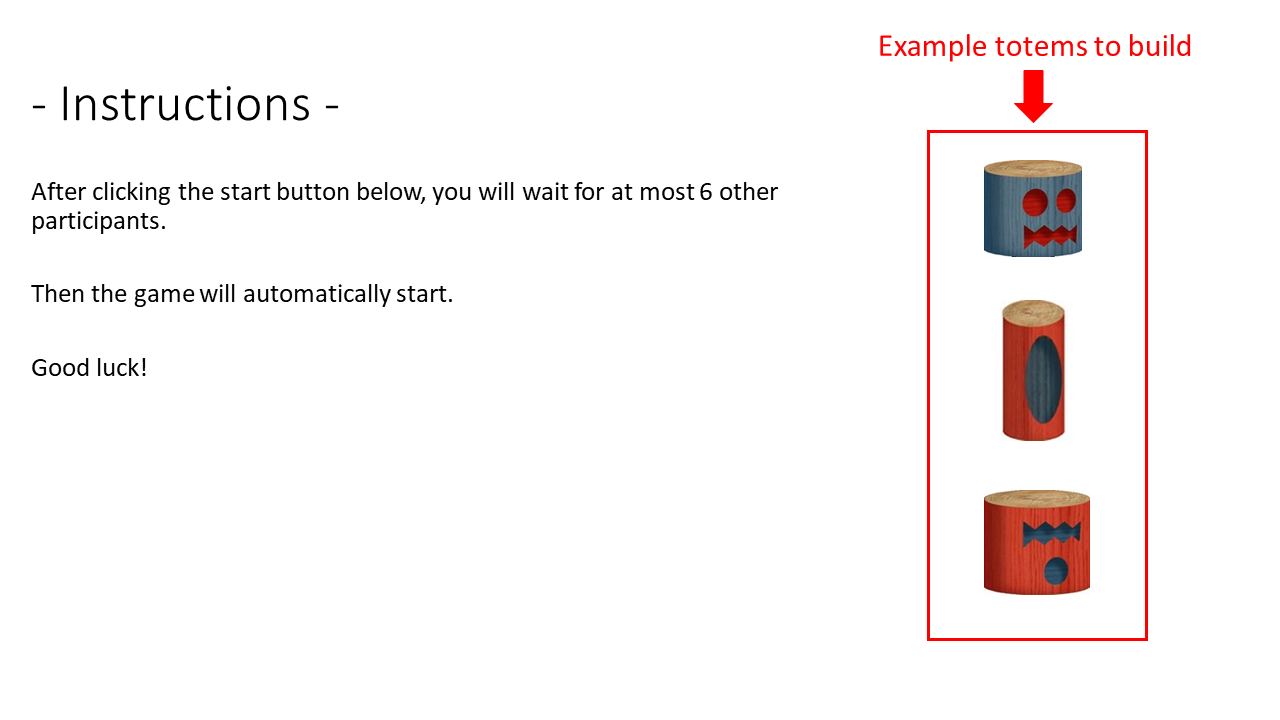 Example totems to build
- Instructions -
After clicking the start button below, you will wait for at most 6 other
participants.
Then the game will automatically start.
Good luck!